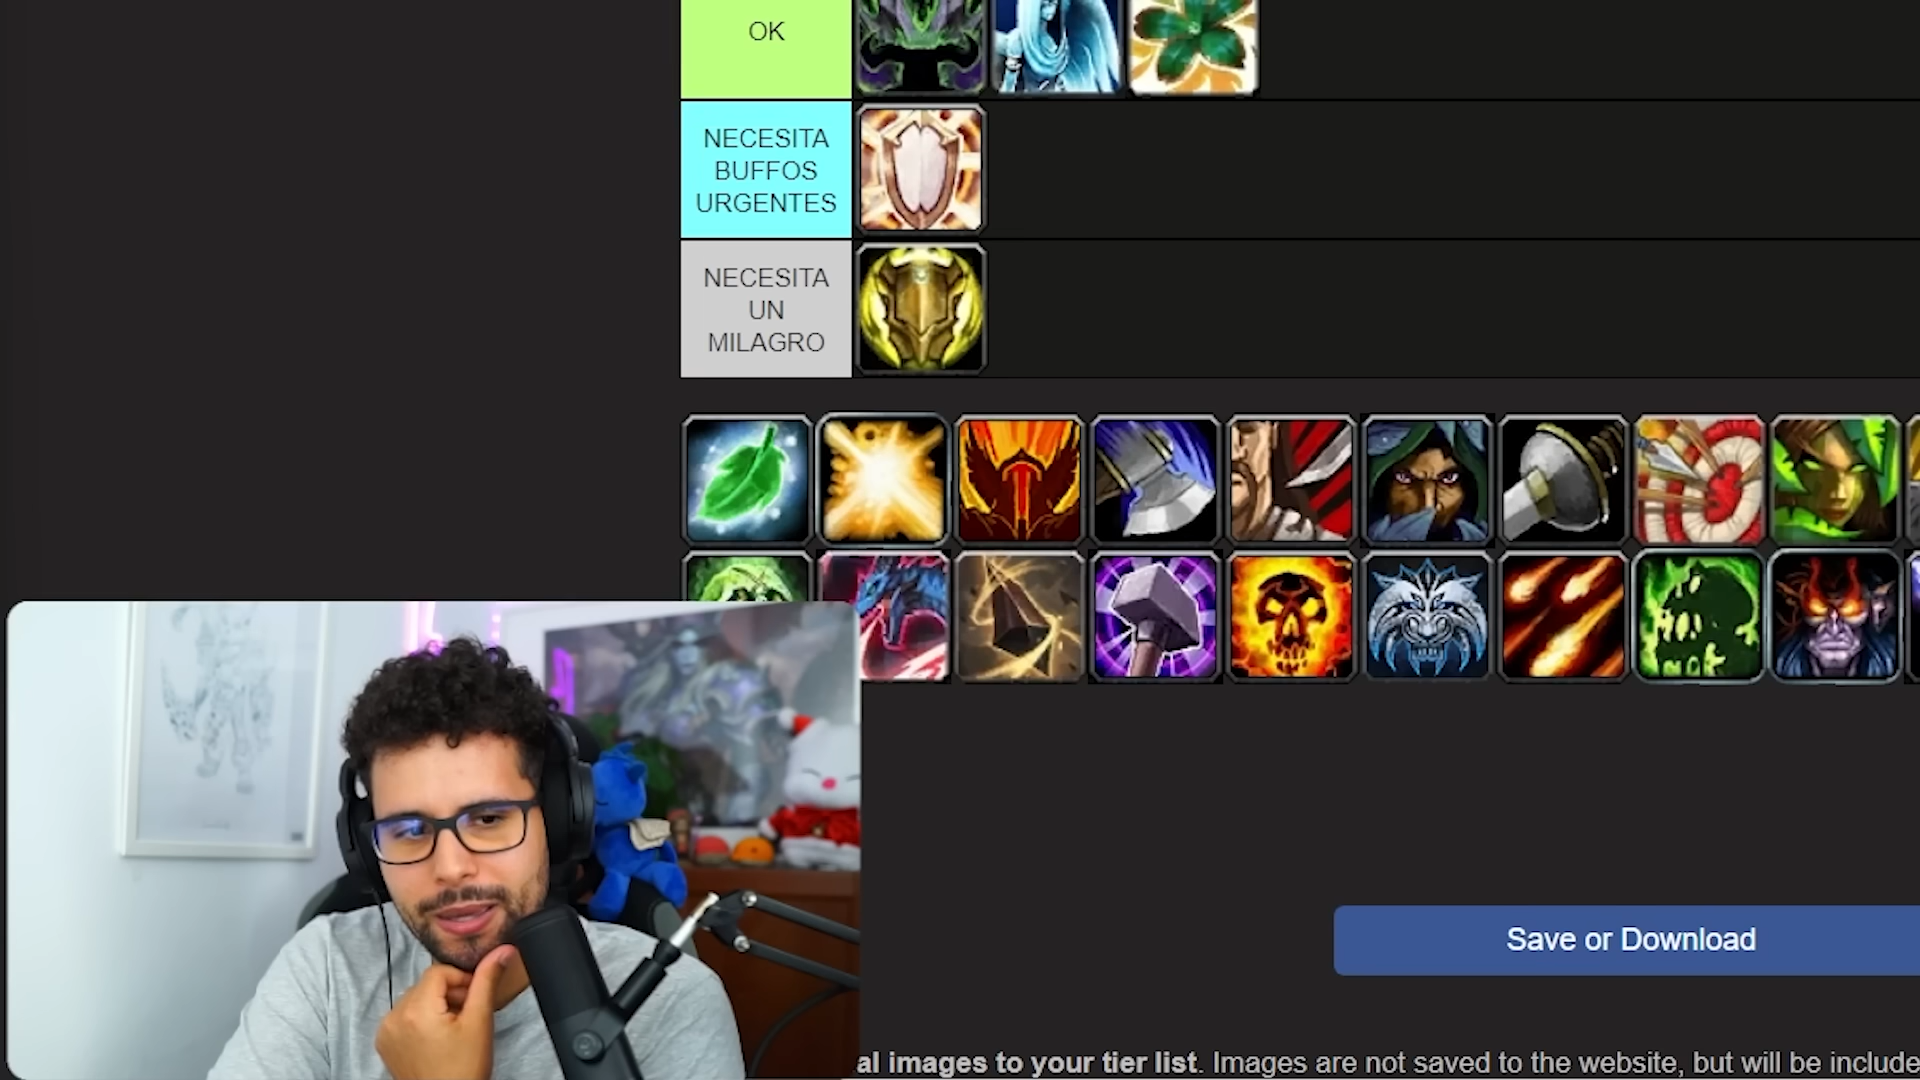 OK
NECESITA
BUFFOS
URGENTES
NECESITA
UN
MILAGRO
Save or Download
al images to your tier list. Images are not saved to the website, but will be include